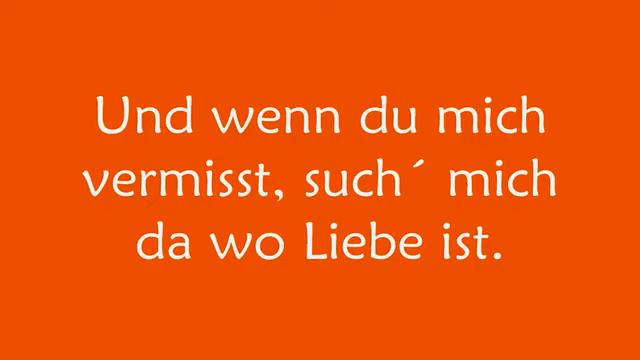 Und wenn du mich
vermisst, such´ mich
da wo Liebe ist.